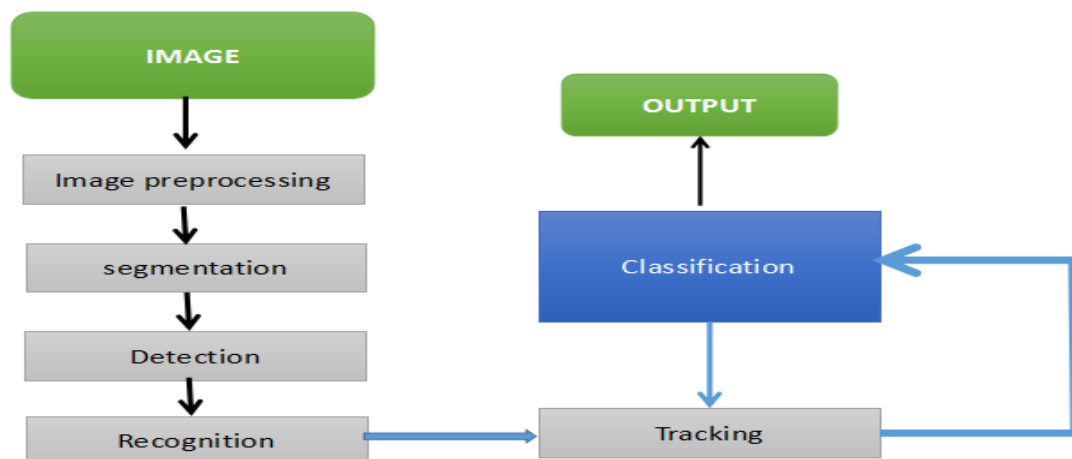 IMAGE
Image preprocessing
segmentation
Detection
Recognition
OUTPUT
Classification
Tracking